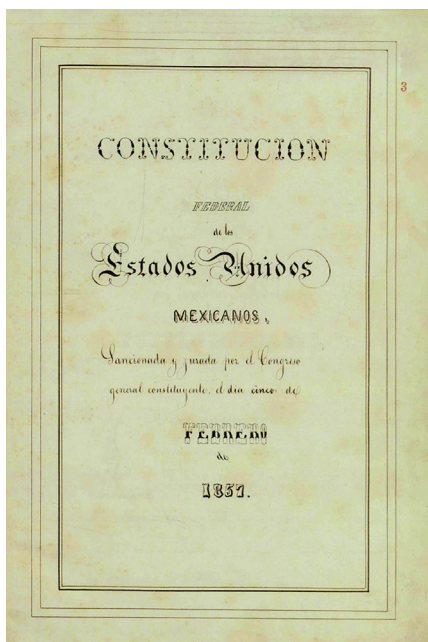 3
CONSTITUCION
FEDERAL
de los
Estados Unidos
MEXICANOS,
Sancionada y jurada por el Congreso
general constituyente, el dia cinco de
FEBRERO
de
1857.